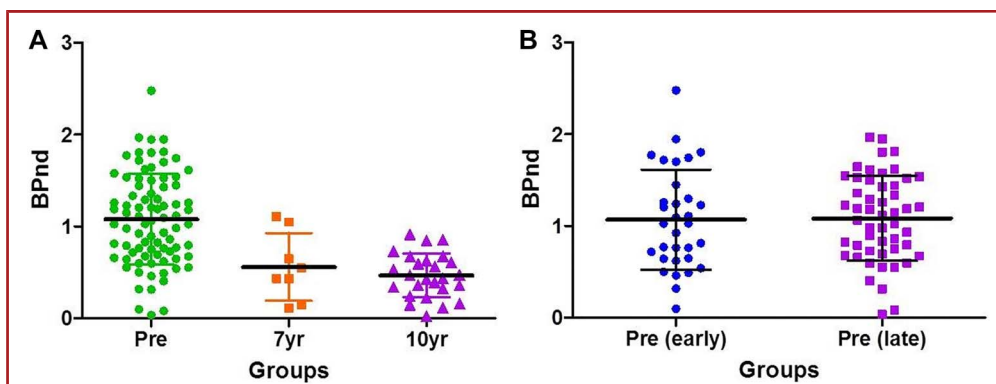 A
3
2
1
0
BPnd
Pre
7yr
10yr
Groups
B
3
2
1
0
BPnd
Pre (early)
Pre (late)
Groups